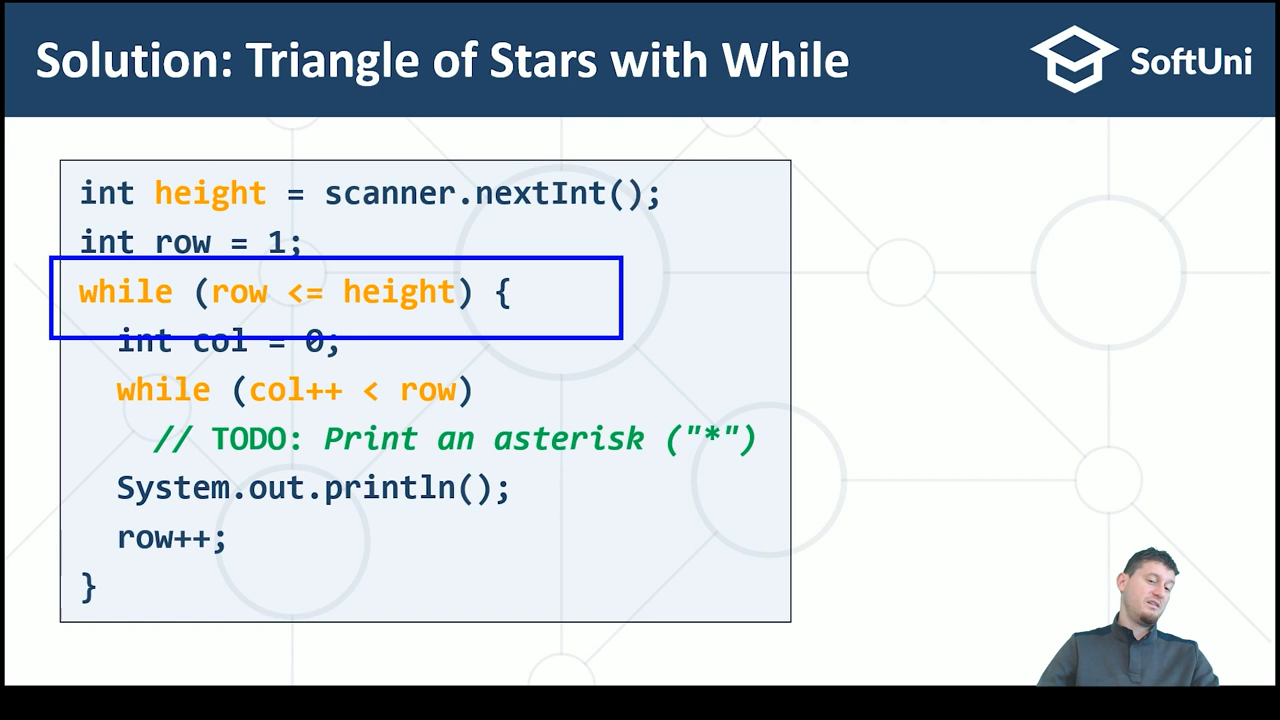 Solution: Triangle of Stars with While
SoftUni
int height = scanner.nextInt();
int row = 1;
while (row <= height) {
int col = 0;
while (col++ < row)
// TODO: Print an asterisk ("*")
System.out.println();
row++;
}